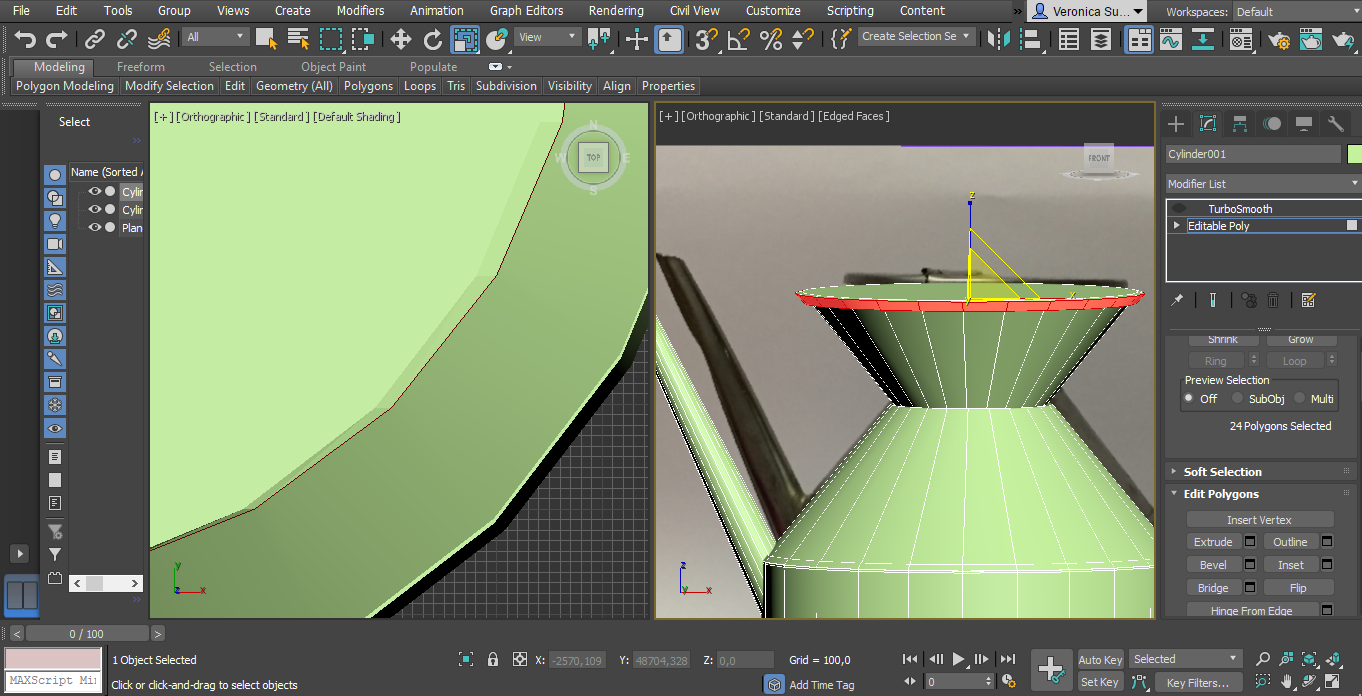 File Edit Tools Group Views Create Modifiers Animation Graph Editors Rendering Civil View Customize Scripting Content » Veronica Su... Workspaces: Default
All View Create Selection Se
Modeling Freeform Selection Object Paint Populate
Polygon Modeling Modify Selection Edit Geometry (All) Polygons Loops Tris Subdivision Visibility Align Properties
Select
Name (Sorted A
Cylin
Cylin
Plan
[+] [Orthographic] [Standard] [Default Shading]
N
W TOP E
S
y
z x
[+] [Orthographic] [Standard] [Edged Faces]
FRONT
z
x
z
y x
Cylinder001
Modifier List
TurboSmooth
Editable Poly
Shrink Grow
Ring Loop
Preview Selection
Off SubObj Multi
24 Polygons Selected
Soft Selection
Edit Polygons
Insert Vertex
Extrude Outline
Bevel Inset
Bridge Flip
Hinge From Edge
< 0 / 100 >
MAXScript Mi
1 Object Selected
Click or click-and-drag to select objects
X: -2570,109 Y: 48704,328 Z: 0,0 Grid = 100,0
Add Time Tag
0
Auto Key Selected
Set Key Key Filters...